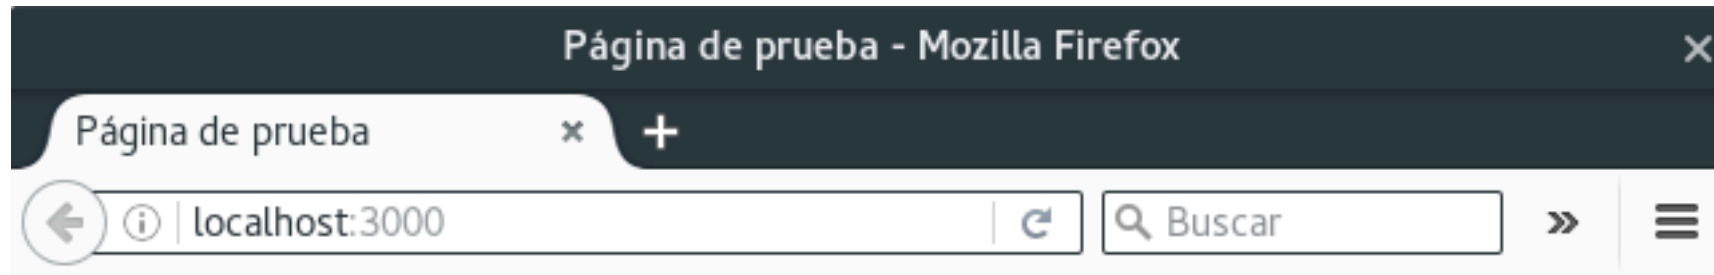 Página de prueba - Mozilla Firefox
Página de prueba
localhost:3000 Buscar